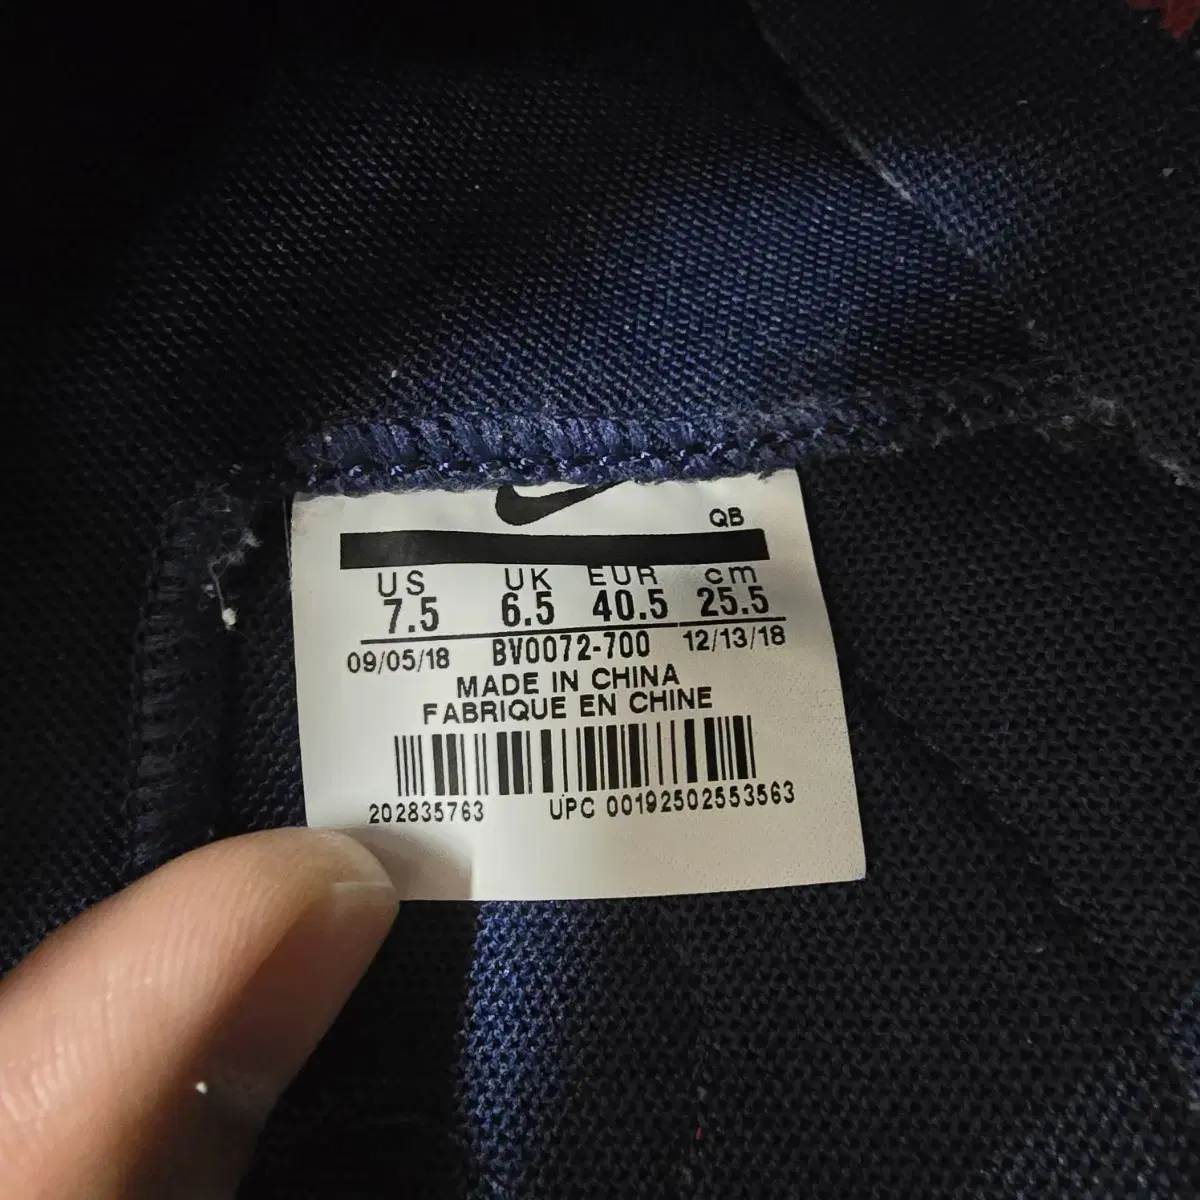 QB
US UK EUR cm
7.5 6.5 40.5 25.5
09/05/18 BV0072-700 12/13/18
MADE IN CHINA
FABRIQUE EN CHINE
202835763 UPC 00192502553563